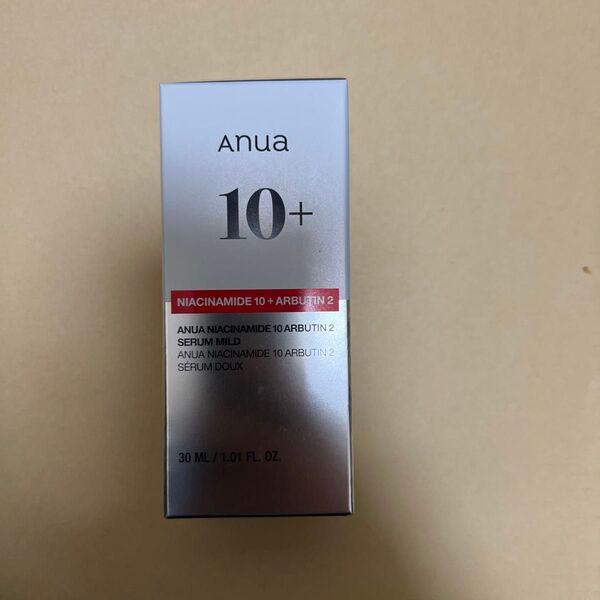 Anua
10+
NIACINAMIDE 10 + ARBUTIN 2
ANUA NIACINAMIDE 10 ARBUTIN 2
SERUM MILD
ANUA NIACINAMIDE 10 ARBUTIN 2
SÉRUM DOUX
30 ML / 1.01 FL. OZ.